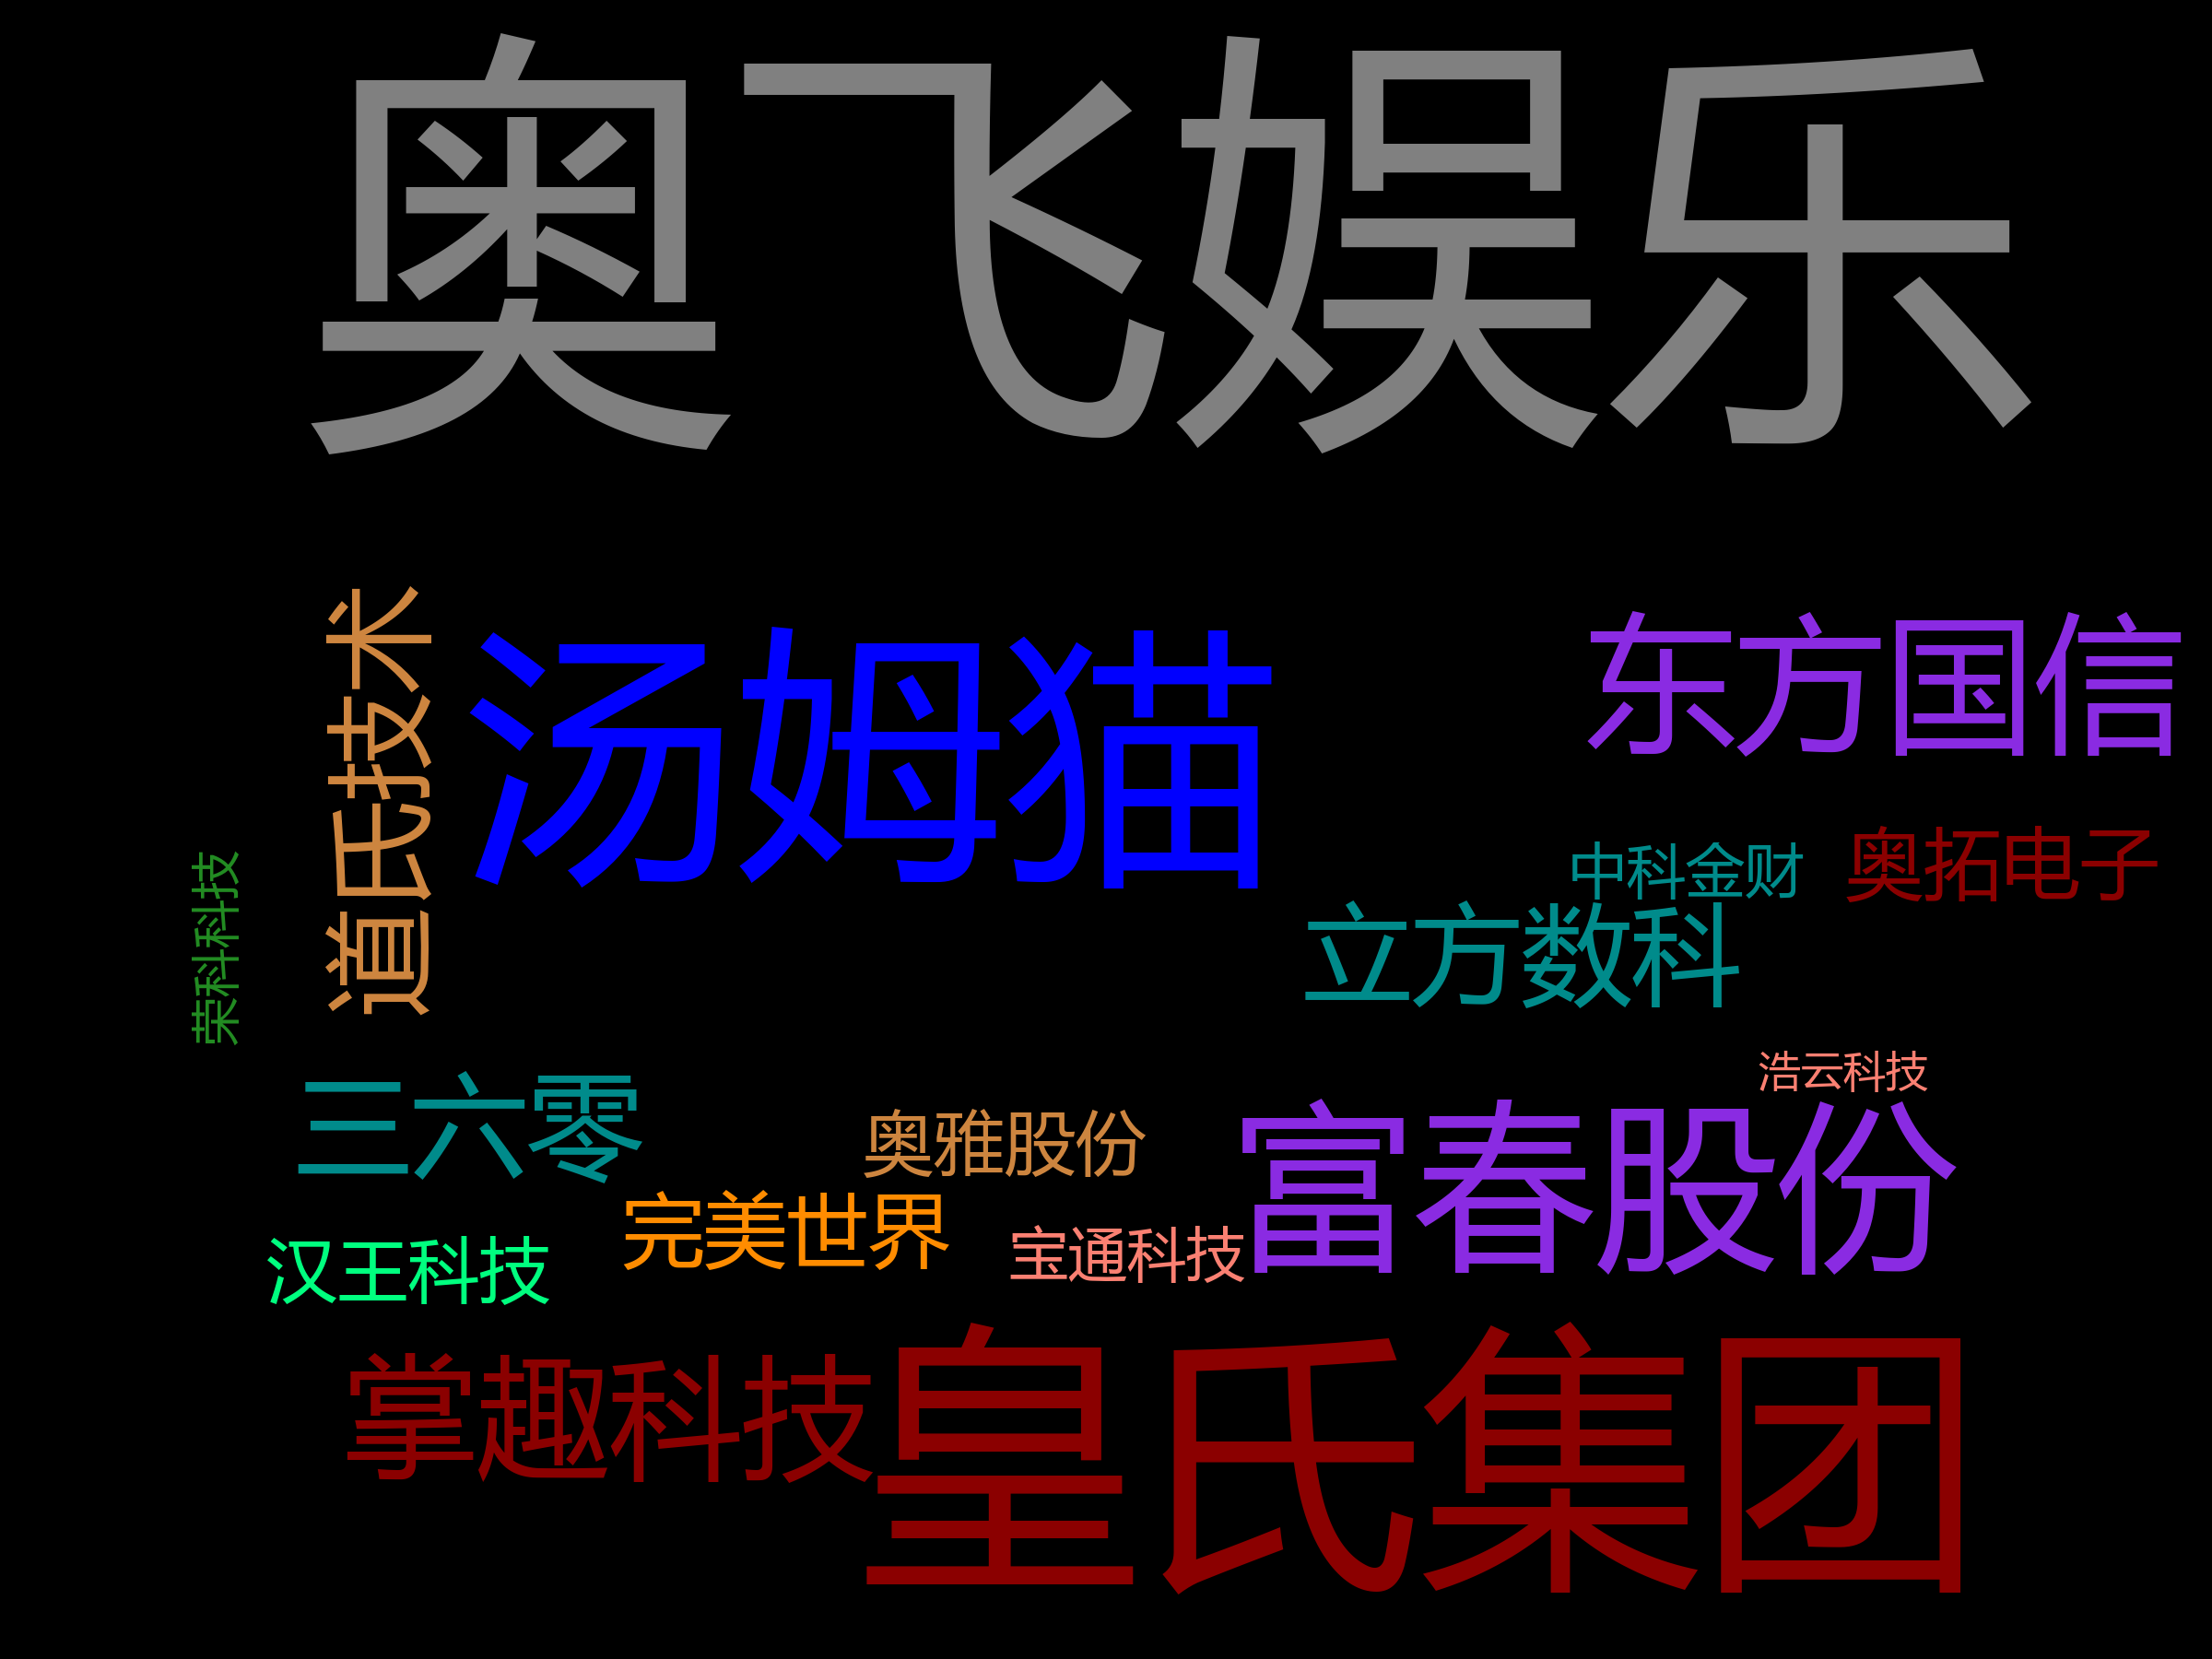 奥飞娱乐
道氏技术
汤姆猫
东方国信
中科金财
奥拓电子
荣科科技
立方数科
三六零
奥雅股份
浩云科技
富春股份
完美世界
宝通科技
汉王科技
掌趣科技
皇氏集团